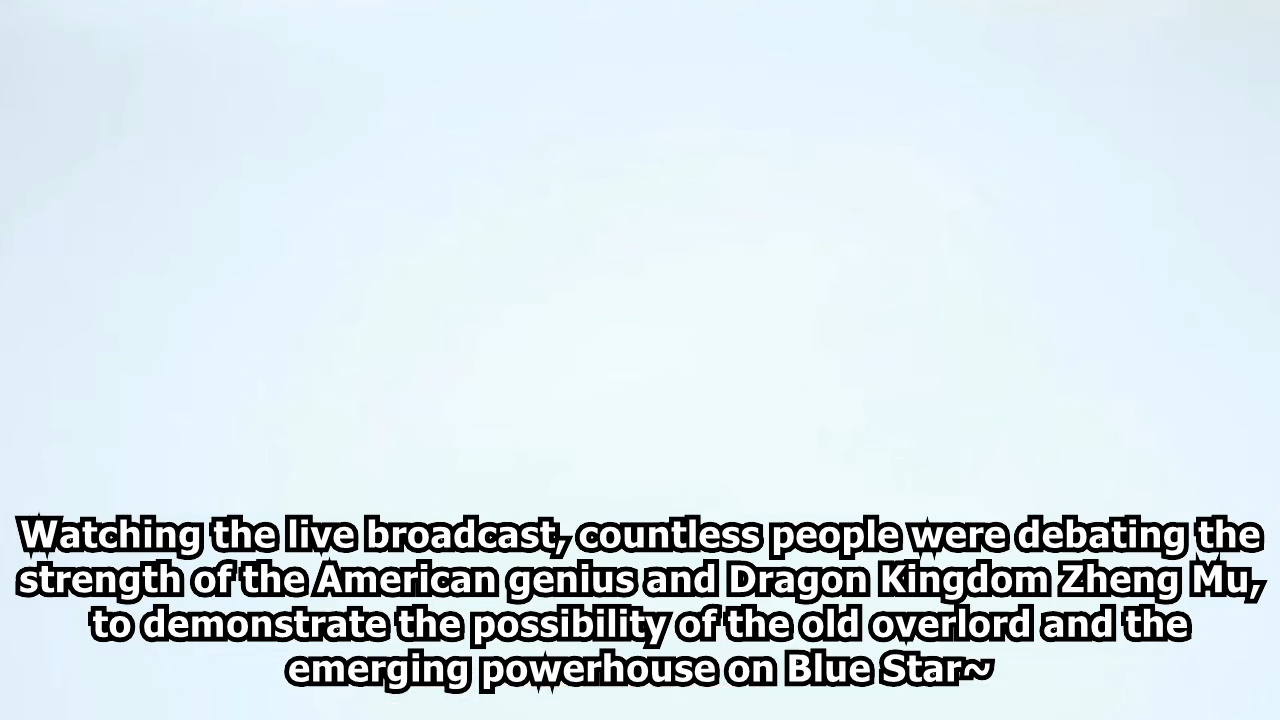 Watching the live broadcast, countless people were debating the
strength of the American genius and Dragon Kingdom Zheng Mu,
to demonstrate the possibility of the old overlord and the
emerging powerhouse on Blue Star~